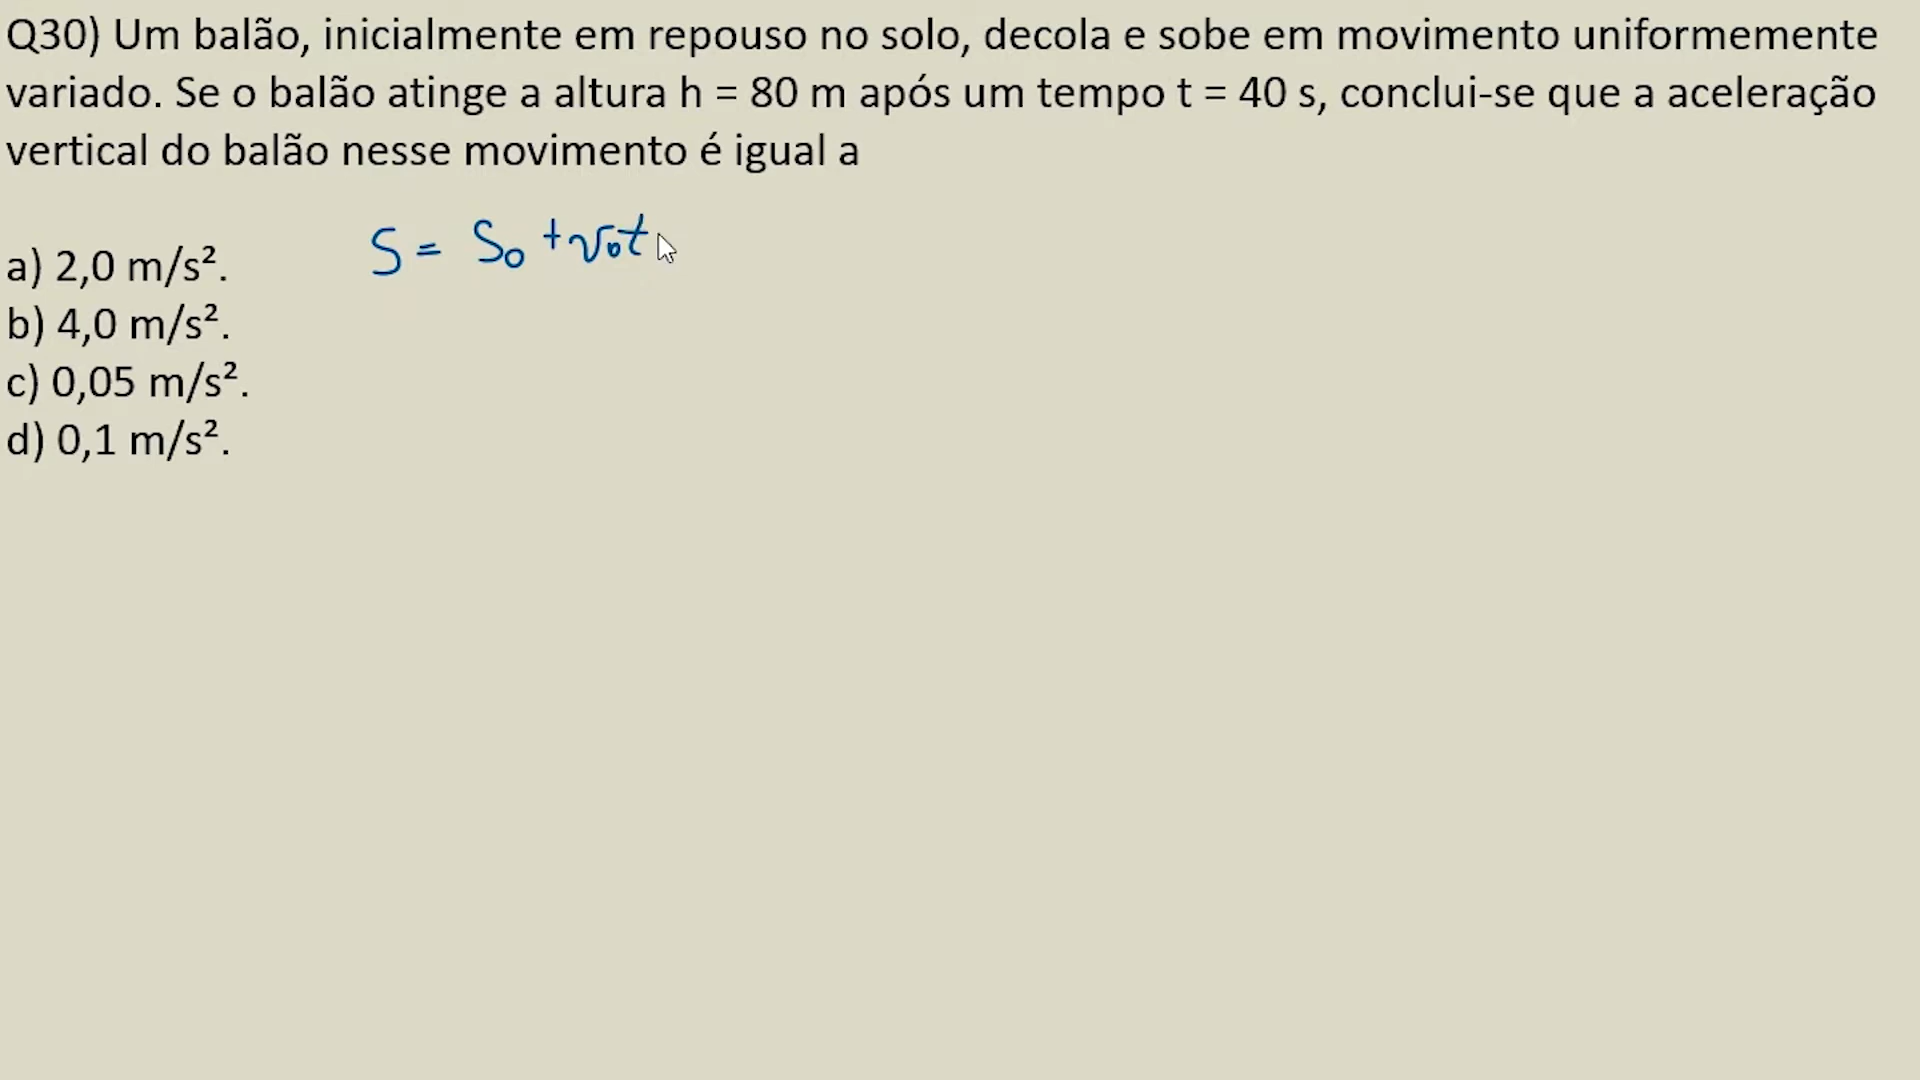 Q30) Um balão, inicialmente em repouso no solo, decola e sobe em movimento uniformemente
variado. Se o balão atinge a altura h = 80 m após um tempo t = 40 s, conclui-se que a aceleração
vertical do balão nesse movimento é igual a
S = S₀ + v₀t
a) 2,0 m/s².
b) 4,0 m/s².
c) 0,05 m/s².
d) 0,1 m/s².